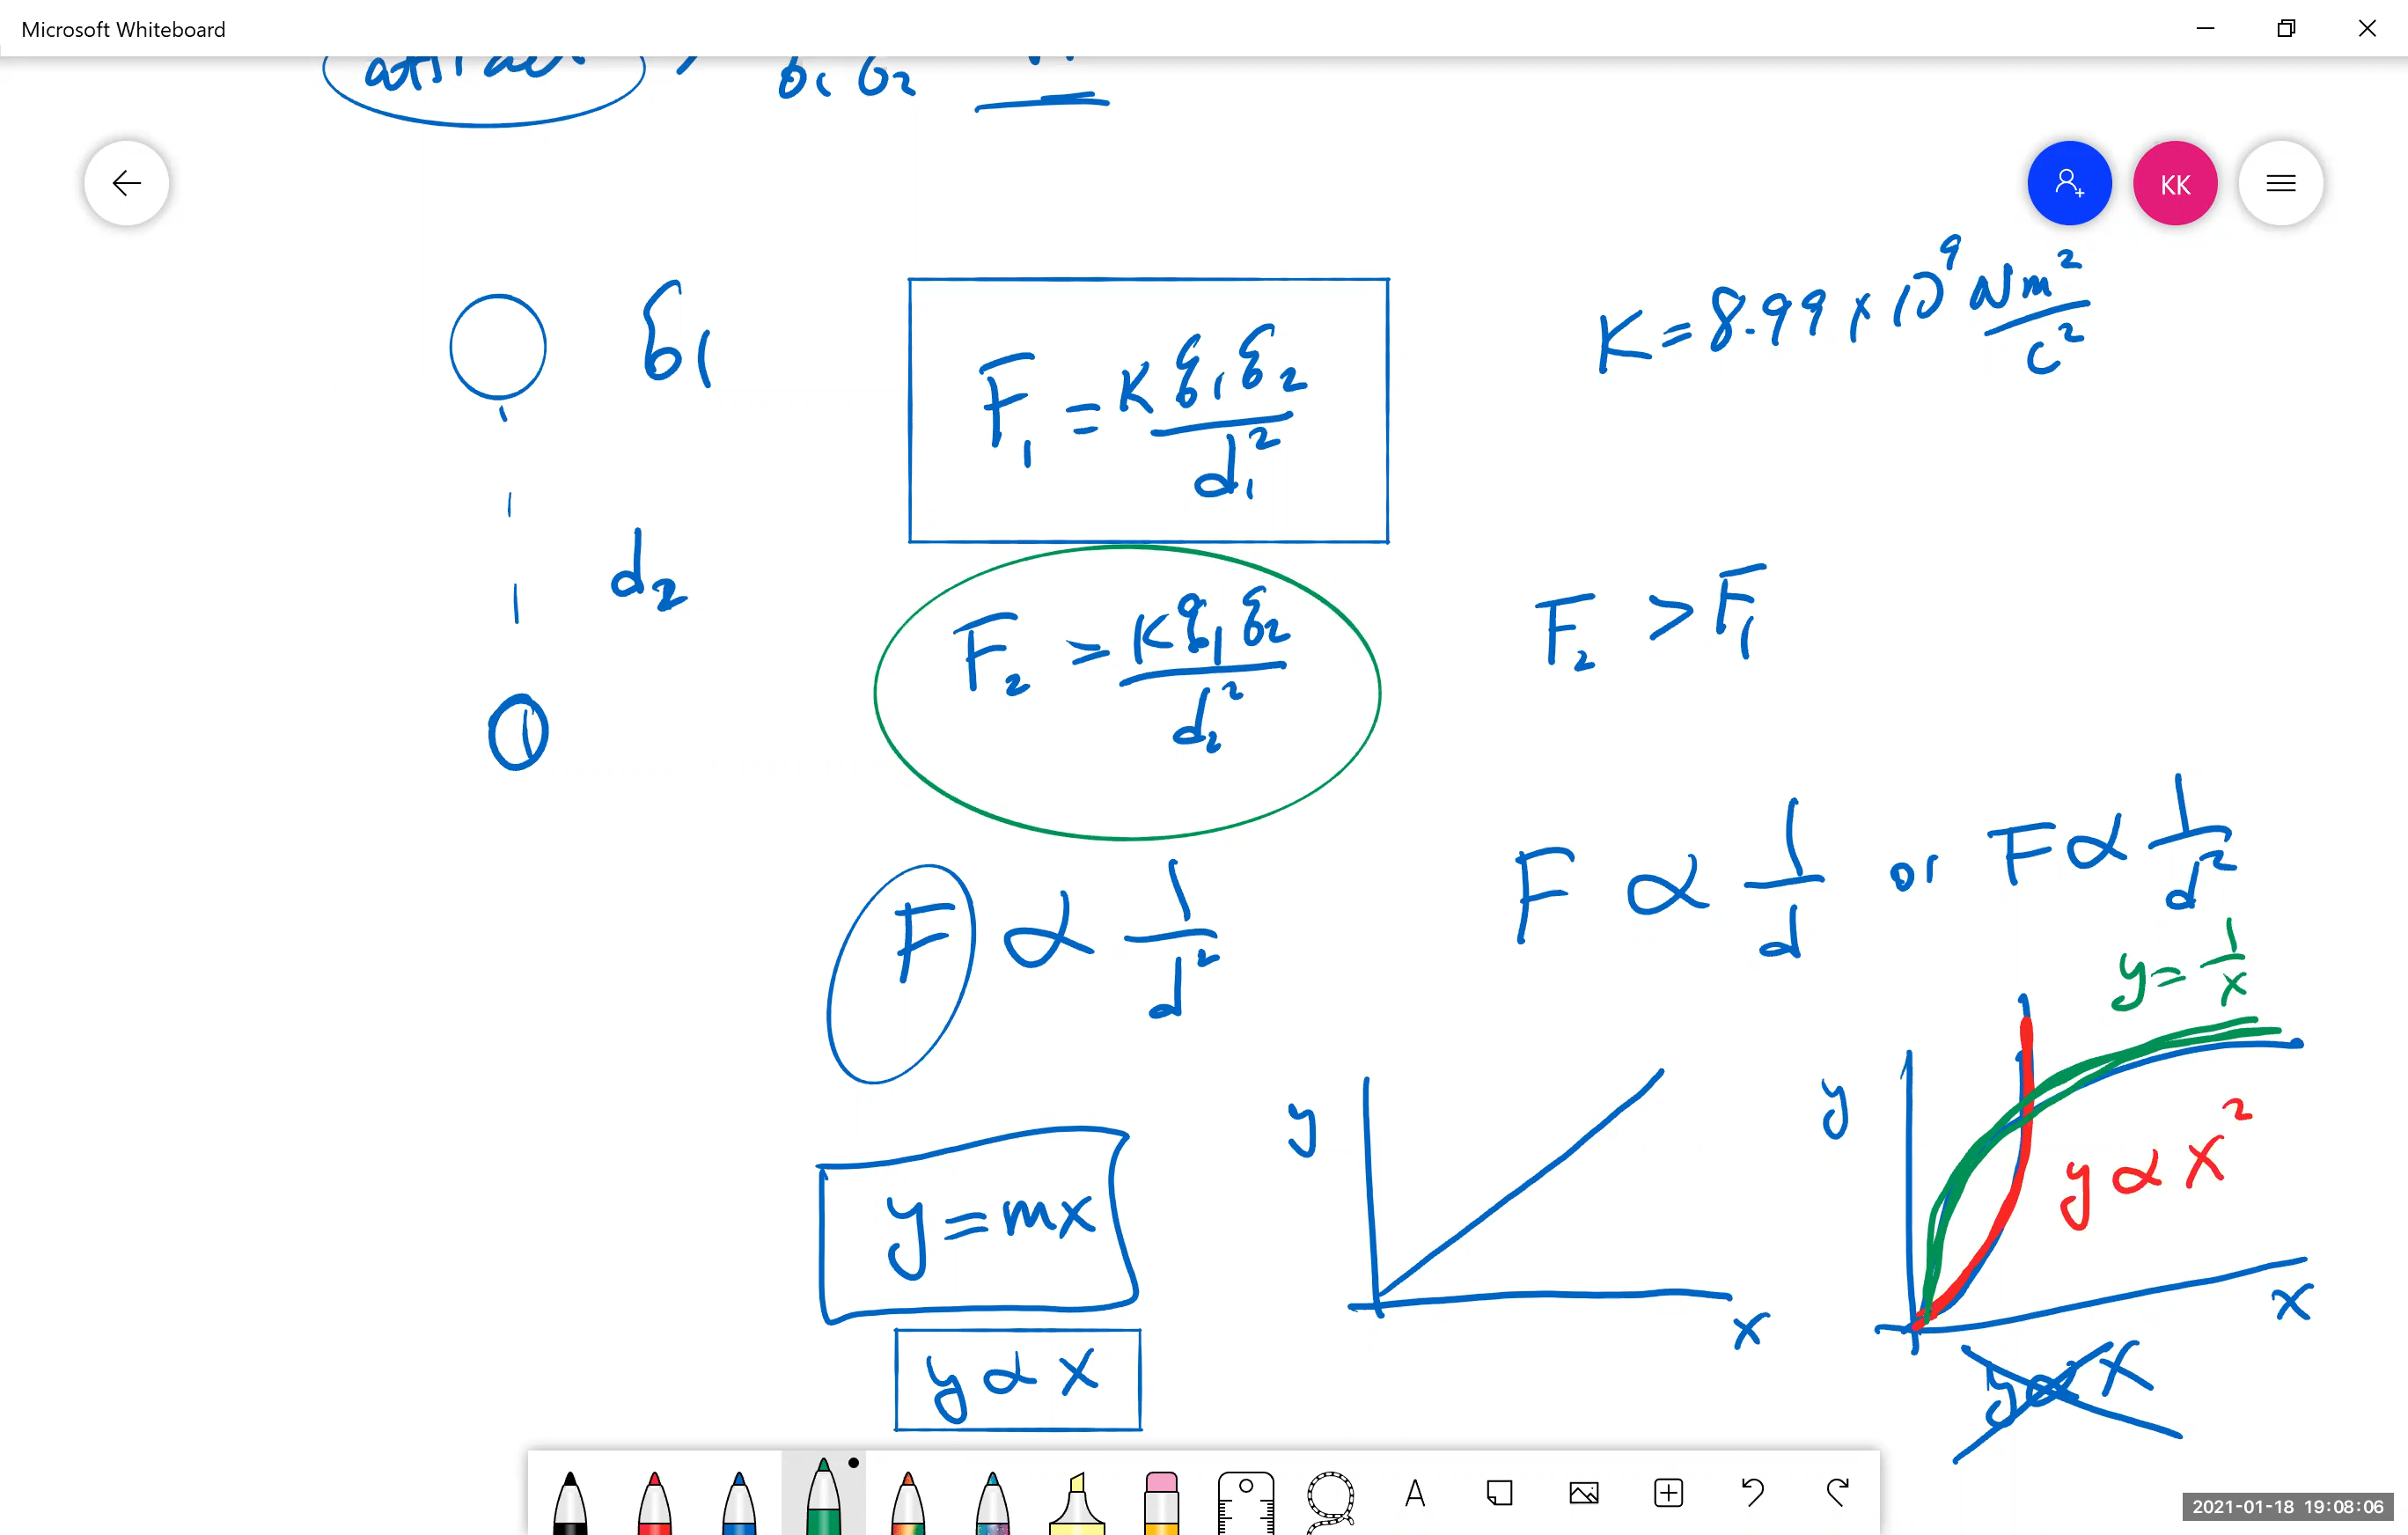 Microsoft Whiteboard
q₁ q₂
KK
q₁
F₁ = K q₁ q₂ / d₁²
K = 8.99 x 10⁹ Nm² / C²
d₂
F₂ = K q₁ q₂ / d₂²
F₂ > F₁
F ∝ 1/d²
F ∝ 1/d or F ∝ 1/d²
y = 1/x
y = mx
y ∝ x
y
x
y
y ∝ x²
x
y ∝ x
A
2021-01-18 19:08:06